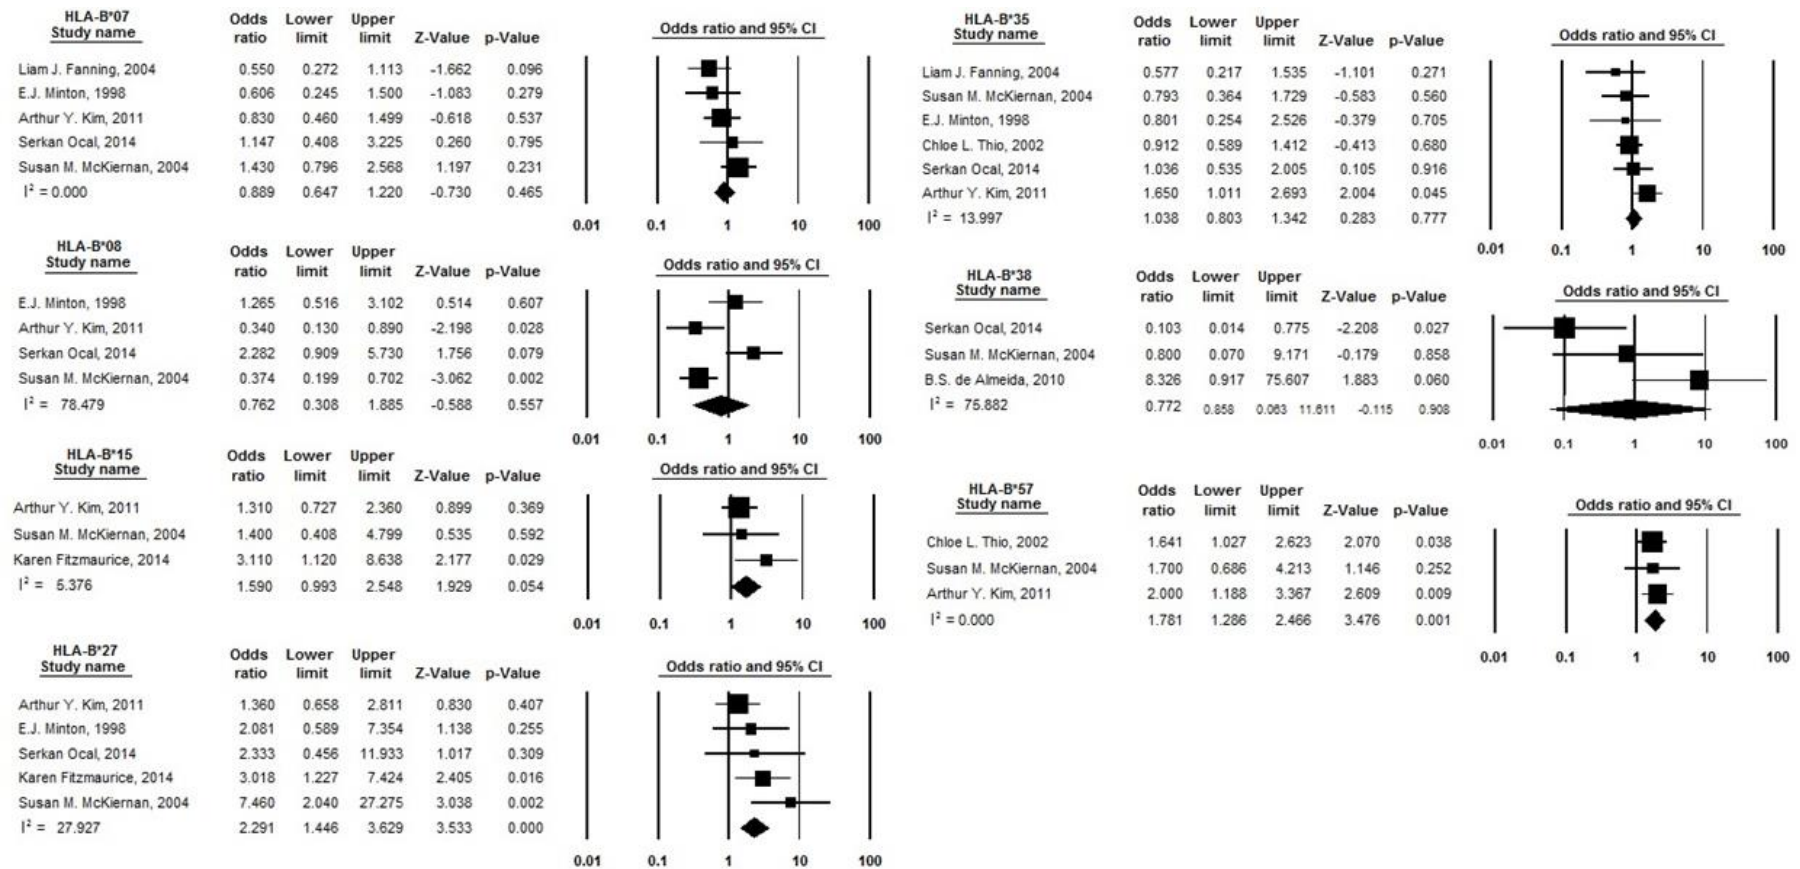 HLA-B*07
Study name Odds ratio Lower limit Upper limit Z-Value p-Value Odds ratio and 95% CI
Liam J. Fanning, 2004 0.550 0.272 1.113 -1.662 0.096
E.J. Minton, 1998 0.606 0.245 1.500 -1.083 0.279
Arthur Y. Kim, 2011 0.830 0.460 1.499 -0.618 0.537
Serkan Ocal, 2014 1.147 0.408 3.225 0.260 0.795
Susan M. McKiernan, 2004 1.430 0.796 2.568 1.197 0.231
I² = 0.000 0.889 0.647 1.220 -0.730 0.465
0.01 0.1 1 10 100
HLA-B*08
Study name Odds ratio Lower limit Upper limit Z-Value p-Value Odds ratio and 95% CI
E.J. Minton, 1998 1.265 0.516 3.102 0.514 0.607
Arthur Y. Kim, 2011 0.340 0.130 0.890 -2.198 0.028
Serkan Ocal, 2014 2.282 0.909 5.730 1.756 0.079
Susan M. McKiernan, 2004 0.374 0.199 0.702 -3.062 0.002
I² = 78.479 0.762 0.308 1.885 -0.588 0.557
0.01 0.1 1 10 100
HLA-B*15
Study name Odds ratio Lower limit Upper limit Z-Value p-Value Odds ratio and 95% CI
Arthur Y. Kim, 2011 1.310 0.727 2.360 0.899 0.369
Susan M. McKiernan, 2004 1.400 0.408 4.799 0.535 0.592
Karen Fitzmaurice, 2014 3.110 1.120 8.638 2.177 0.029
I² = 5.376 1.590 0.993 2.548 1.929 0.054
0.01 0.1 1 10 100
HLA-B*27
Study name Odds ratio Lower limit Upper limit Z-Value p-Value Odds ratio and 95% CI
Arthur Y. Kim, 2011 1.360 0.658 2.811 0.830 0.407
E.J. Minton, 1998 2.081 0.589 7.354 1.138 0.255
Serkan Ocal, 2014 2.333 0.456 11.933 1.017 0.309
Karen Fitzmaurice, 2014 3.018 1.227 7.424 2.405 0.016
Susan M. McKiernan, 2004 7.460 2.040 27.275 3.038 0.002
I² = 27.927 2.291 1.446 3.629 3.533 0.000
0.01 0.1 1 10 100
HLA-B*35
Study name Odds ratio Lower limit Upper limit Z-Value p-Value Odds ratio and 95% CI
Liam J. Fanning, 2004 0.577 0.217 1.535 -1.101 0.271
Susan M. McKiernan, 2004 0.793 0.364 1.729 -0.583 0.560
E.J. Minton, 1998 0.801 0.254 2.526 -0.379 0.705
Chloe L. Thio, 2002 0.912 0.589 1.412 -0.413 0.680
Serkan Ocal, 2014 1.036 0.535 2.005 0.105 0.916
Arthur Y. Kim, 2011 1.650 1.011 2.693 2.004 0.045
I² = 13.997 1.038 0.803 1.342 0.283 0.777
0.01 0.1 1 10 100
HLA-B*38
Study name Odds ratio Lower limit Upper limit Z-Value p-Value Odds ratio and 95% CI
Serkan Ocal, 2014 0.103 0.014 0.775 -2.208 0.027
Susan M. McKiernan, 2004 0.800 0.070 9.171 -0.179 0.858
B.S. de Almeida, 2010 8.326 0.917 75.607 1.883 0.060
I² = 75.882 0.772 0.858 0.063 11.611 -0.115 0.908
0.01 0.1 1 10 100
HLA-B*57
Study name Odds ratio Lower limit Upper limit Z-Value p-Value Odds ratio and 95% CI
Chloe L. Thio, 2002 1.641 1.027 2.623 2.070 0.038
Susan M. McKiernan, 2004 1.700 0.686 4.213 1.146 0.252
Arthur Y. Kim, 2011 2.000 1.188 3.367 2.609 0.009
I² = 0.000 1.781 1.286 2.466 3.476 0.001
0.01 0.1 1 10 100